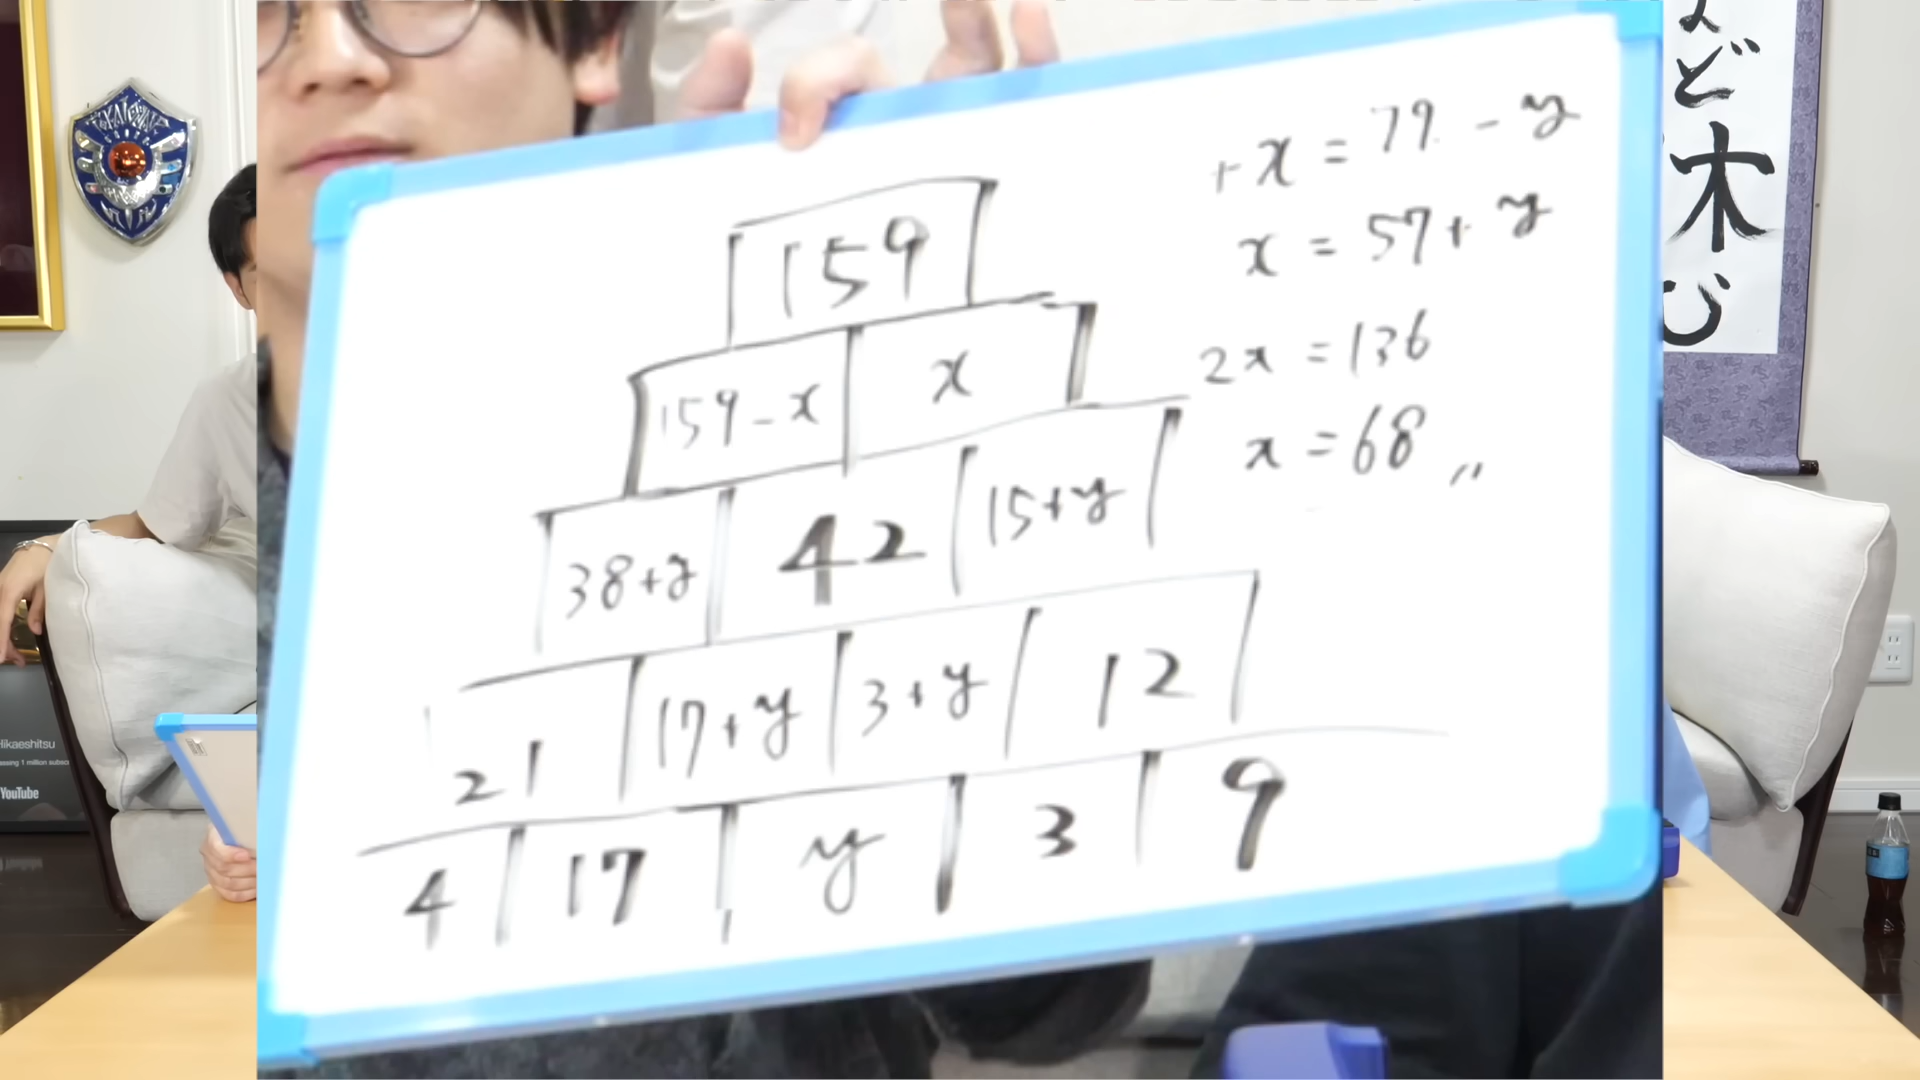 159
159-x x
38+y 42 15+y
21 17+y 3+y 12
4 17 y 3 9
+x = 79 - y
x = 57 + y
2x = 136
x = 68 〃
ど
木
Hikaeshitsu
YouTube